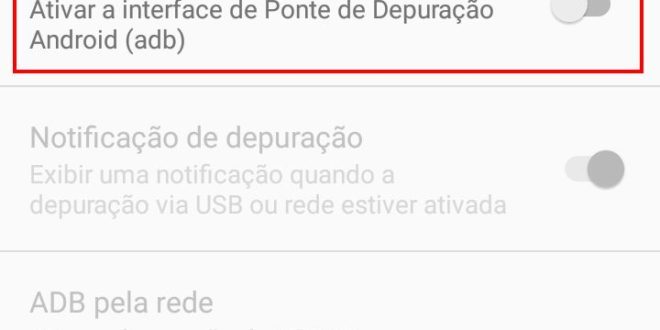 Ativar a interface de Ponte de Depuração
Android (adb)
Notificação de depuração
Exibir uma notificação quando a
depuração via USB ou rede estiver ativada
ADB pela rede